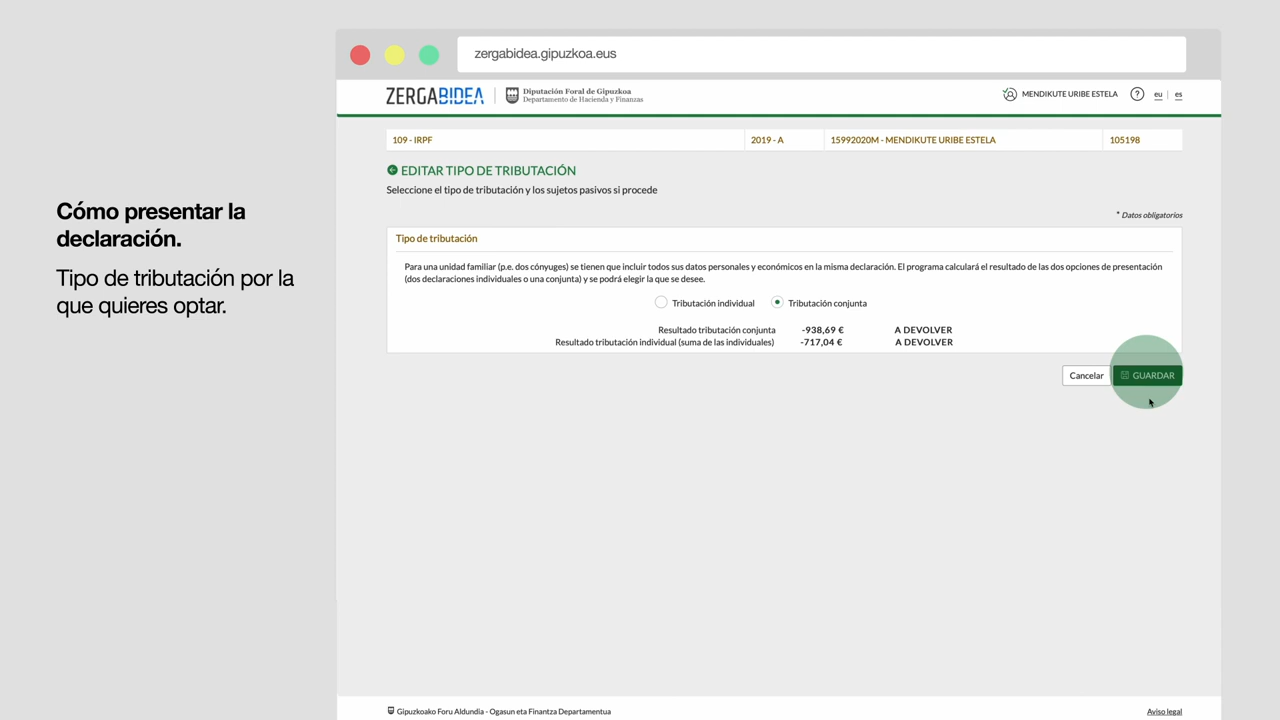 zergabidea.gipuzkoa.eus
ZERGABIDEA
Diputación Foral de Gipuzkoa
Departamento de Hacienda y Finanzas
MENDIKUTE URIBE ESTELA
?
eu | es
109 - IRPF 2019 - A 15992020M - MENDIKUTE URIBE ESTELA 105198
EDITAR TIPO DE TRIBUTACIÓN
Seleccione el tipo de tributación y los sujetos pasivos si procede
Cómo presentar la
declaración.
Tipo de tributación por la
que quieres optar.
* Datos obligatorios
Tipo de tributación
Para una unidad familiar (p.e. dos cónyuges) se tienen que incluir todos sus datos personales y económicos en la misma declaración. El programa calculará el resultado de las dos opciones de presentación
(dos declaraciones individuales o una conjunta) y se podrá elegir la que se desee.
Tributación individual Tributación conjunta
Resultado tributación conjunta -938,69 € A DEVOLVER
Resultado tributación individual (suma de las individuales) -717,04 € A DEVOLVER
Cancelar GUARDAR
Gipuzkoako Foru Aldundia - Ogasun eta Finantza Departamentua
Aviso legal